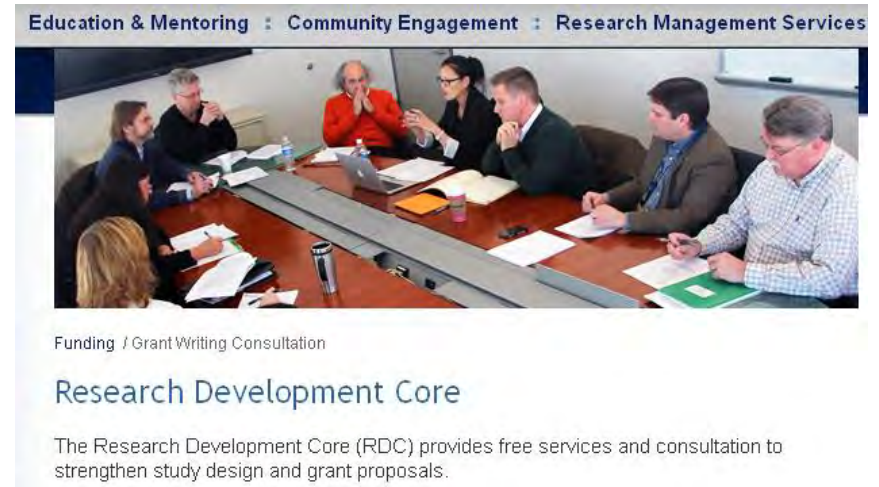 Education & Mentoring : Community Engagement : Research Management Services
Funding / Grant Writing Consultation
Research Development Core
The Research Development Core (RDC) provides free services and consultation to
strengthen study design and grant proposals.